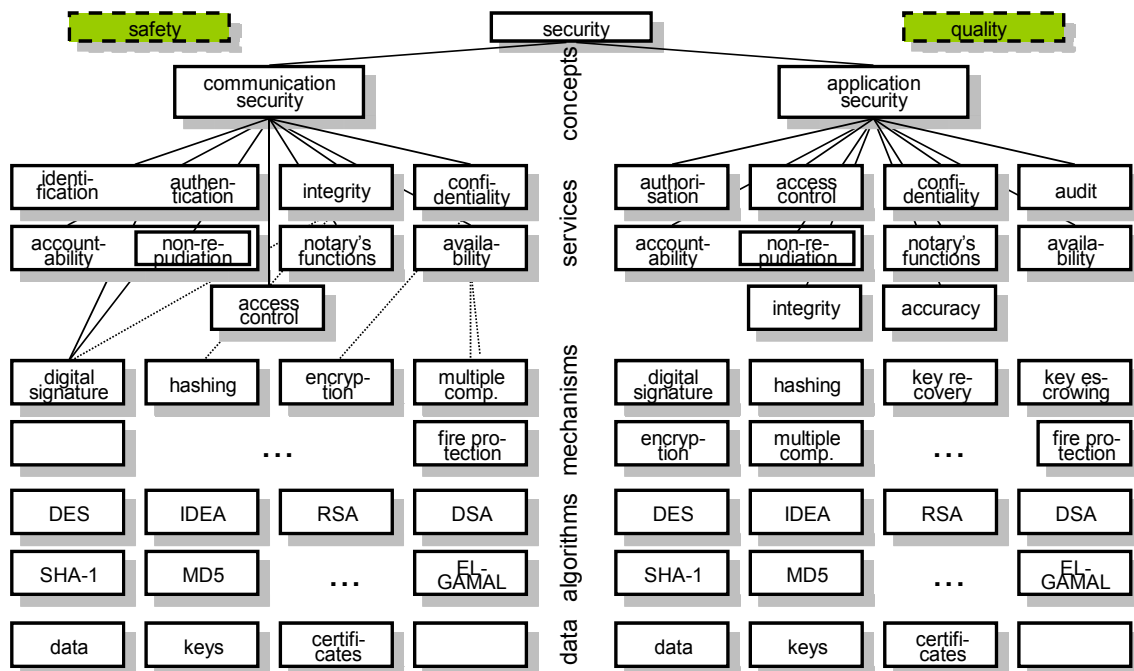 safety
security
quality
concepts
communication
security
application
security
services
identi-
fication
authen-
tication
integrity
confi-
dentiality
authori-
sation
access
control
confi-
dentiality
audit
account-
ability
non-re-
pudiation
notary's
functions
availa-
bility
account-
ability
non-re-
pudiation
notary's
functions
availa-
bility
access
control
integrity
accuracy
mechanisms
digital
signature
hashing
encryp-
tion
multiple
comp.
digital
signature
hashing
key re-
covery
key es-
crowing
...
fire pro-
tection
encryp-
tion
multiple
comp.
...
fire pro-
tection
algorithms
DES
IDEA
RSA
DSA
DES
IDEA
RSA
DSA
SHA-1
MD5
...
EL-
GAMAL
SHA-1
MD5
...
EL-
GAMAL
data
data
keys
certifi-
cates
data
keys
certifi-
cates